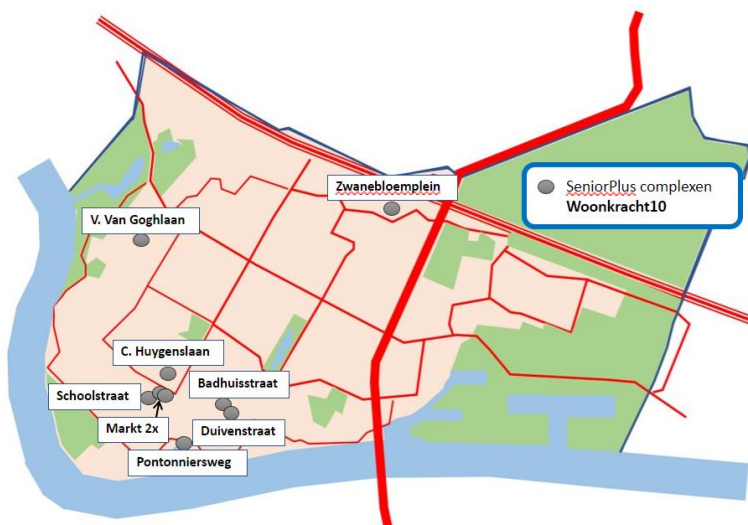 Zwanebloemplein
SeniorPlus complexen
Woonkracht10
V. Van Goghlaan
C. Huygenslaan
Badhuisstraat
Schoolstraat
Markt 2x
Duivenstraat
Pontonniersweg